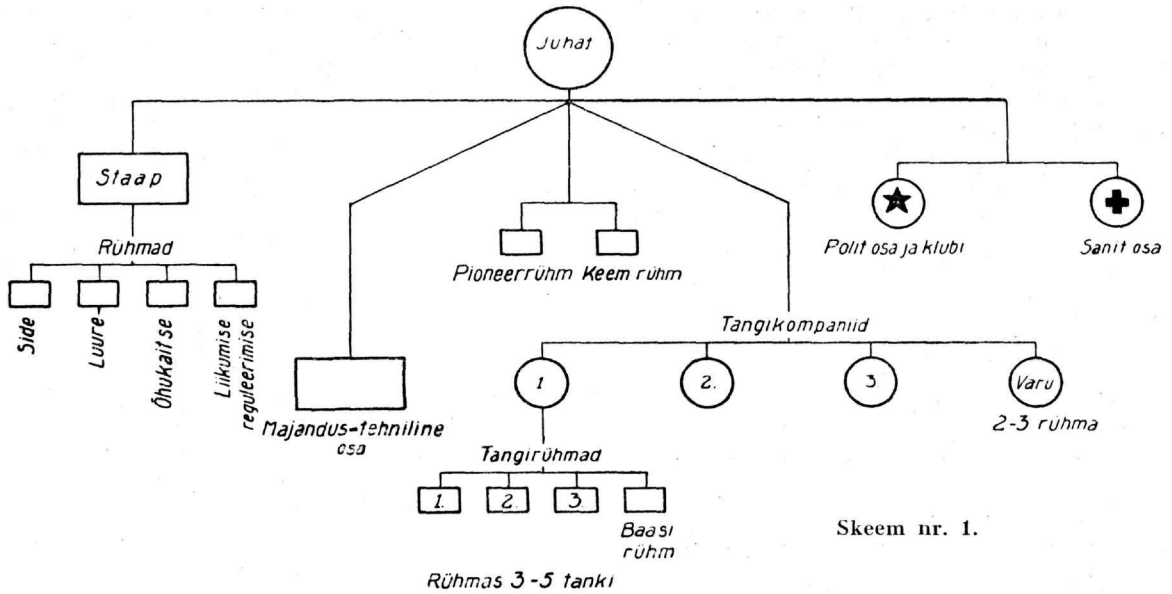 Juhat
Staap
Rühmad
Side
Luure
Õhukaitse
Liikumise
reguleerimise
Majandus-tehniline
osa
Pioneerrühm
Keem rühm
Polit osa ja klubi
Sanit osa
Tangikompaniid
1
2.
3
Varu
2-3 rühma
Tangirühmad
1.
2.
3.
Baasi
rühm
Rühmas 3-5 tanki
Skeem nr. 1.